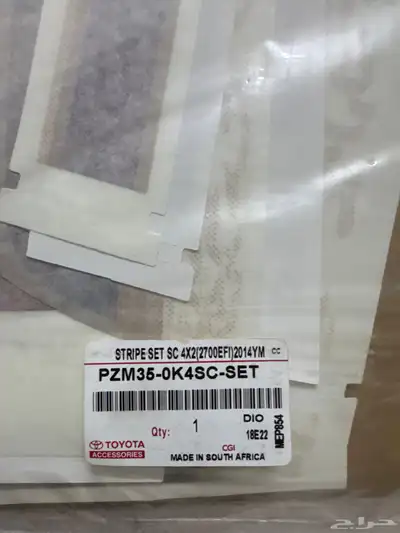 STRIPE SET SC 4X2(2700EFI)2014YM CC
PZM35-0K4SC-SET
Qty: 1
DIO
18E22
MEP854
TOYOTA
ACCESSORIES
CGI
MADE IN SOUTH AFRICA
حراج